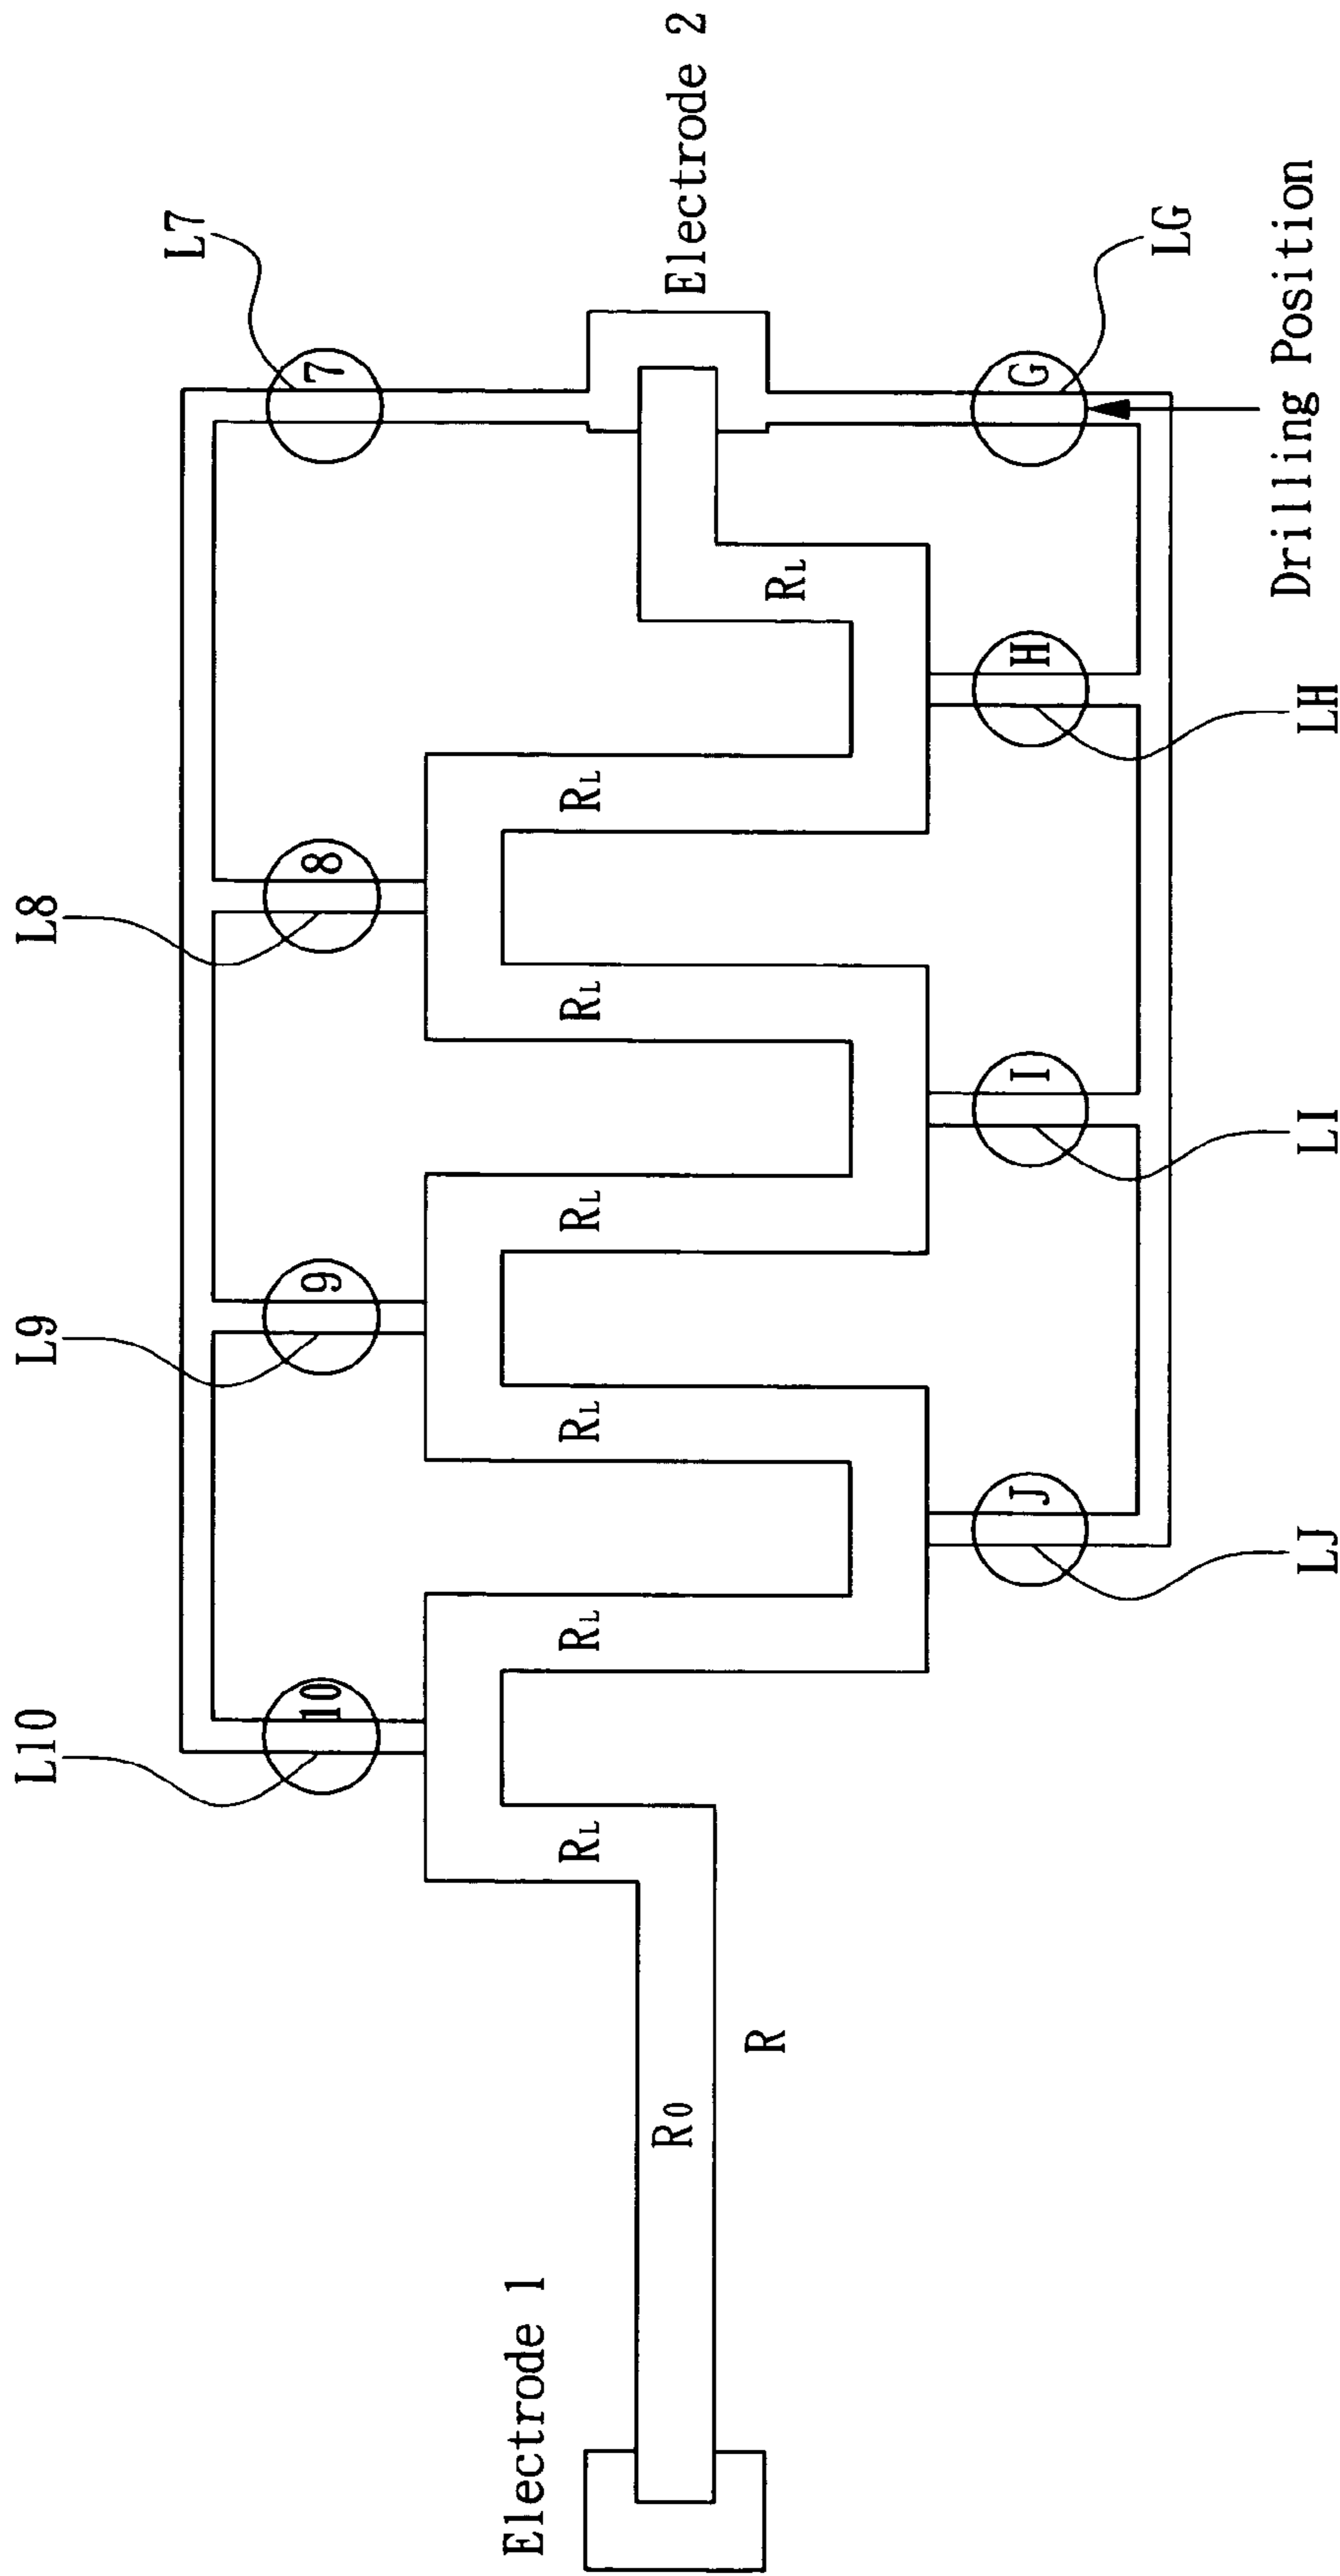 Electrode 1
R0
R
RL
RL
RL
RL
RL
RL
RL
Electrode 2
L10
10
L9
9
L8
8
L7
7
LJ
J
LI
I
LH
H
LG
G
Drilling Position